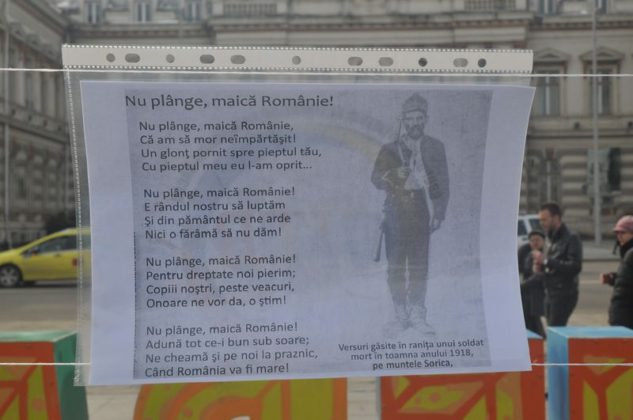 Nu plânge, maică Românie!
Nu plânge, maică Românie,
Că am să mor neîmpărtășit!
Un glonț pornit spre pieptul tău,
Cu pieptul meu eu l-am oprit...
Nu plânge, maică Românie!
E rândul nostru să luptăm
Și din pământul ce ne arde
Nici o fărâmă să nu dăm!
Nu plânge, maică Românie!
Pentru dreptate noi pierim;
Copiii noștri, peste veacuri,
Onoare ne vor da, o știm!
Nu plânge, maică Românie!
Adună tot ce-i bun sub soare;
Ne cheamă și pe noi la praznic,
Când România va fi mare!
Versuri găsite în ranița unui soldat
mort în toamna anului 1918,
pe muntele Sorica,